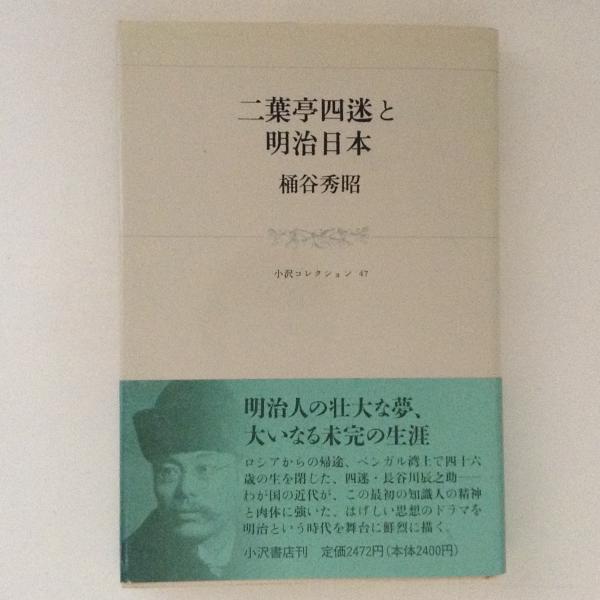 二葉亭四迷と
明治日本
桶谷秀昭
小沢コレクション 47
明治人の壮大な夢、
大いなる未完の生涯
ロシアからの帰途、ベンガル湾上で四十六
歳の生を閉じた、四迷・長谷川辰之助――
わが国の近代が、この最初の知識人の精神
と肉体に強いた、はげしい思想のドラマを
明治という時代を舞台に鮮烈に描く。
小沢書店刊 定価2472円(本体2400円)